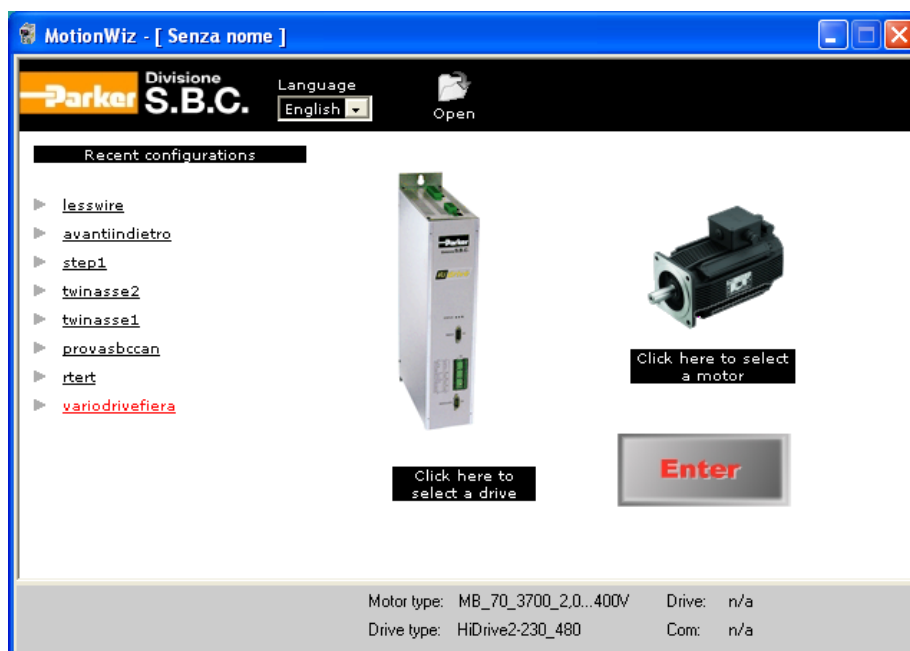 MotionWiz - [ Senza nome ]
Parker
Divisione
S.B.C.
Language
English
Open
Recent configurations
lesswire
avantiindietro
step1
twinasse2
twinasse1
provasbccan
rtert
variodrivefiera
Parker
Click here to
select a drive
Click here to select
a motor
Enter
Motor type: MB_70_3700_2,0...400V Drive: n/a
Drive type: HiDrive2-230_480 Com: n/a